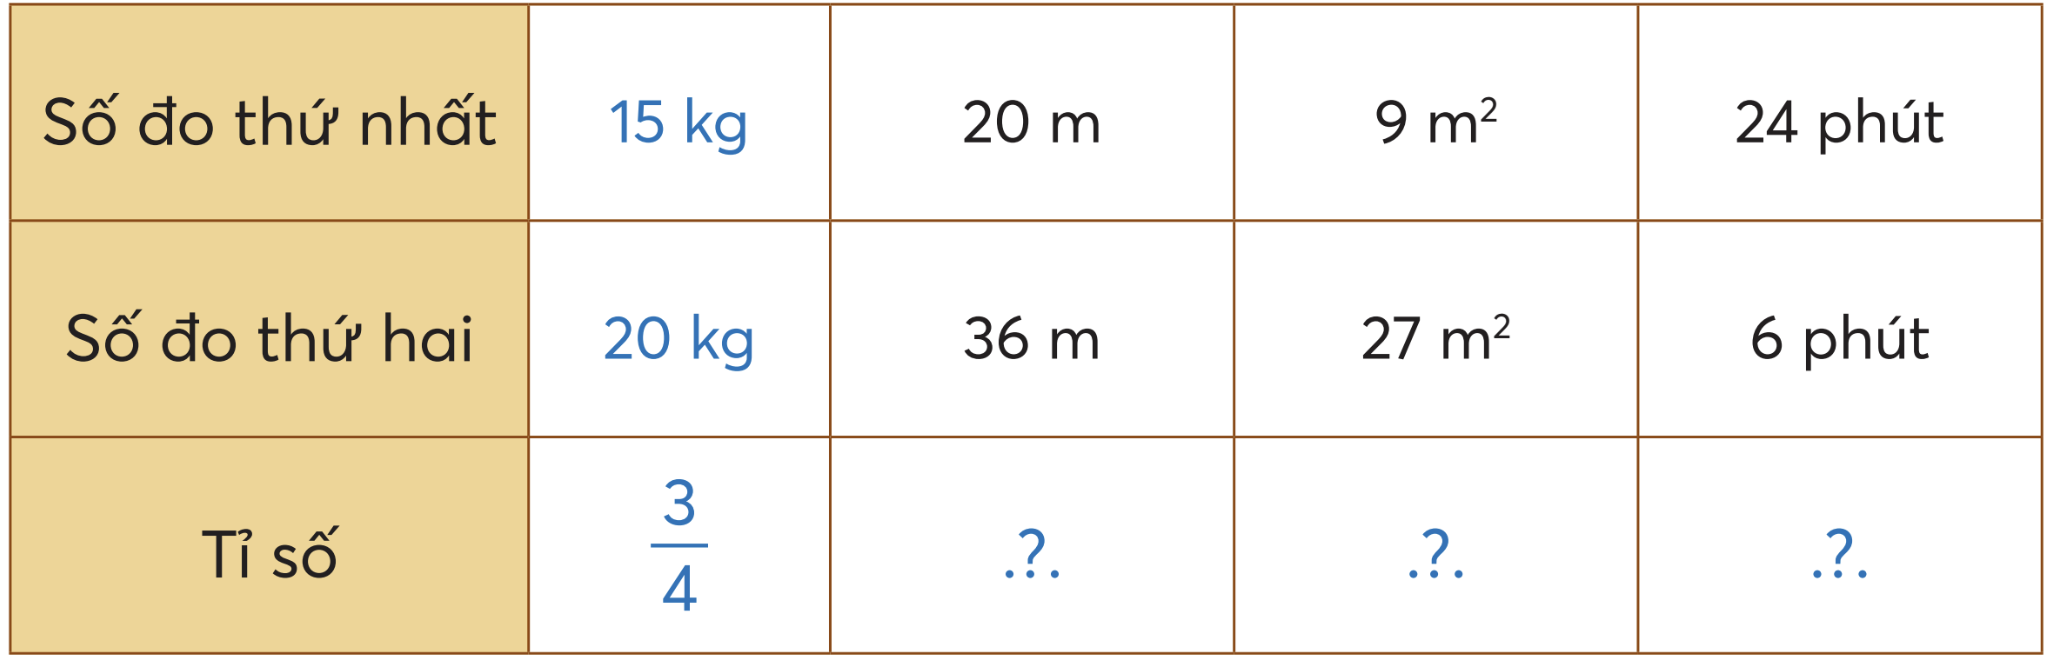 Số đo thứ nhất 15 kg 20 m 9 m² 24 phút
Số đo thứ hai 20 kg 36 m 27 m² 6 phút
Tỉ số 3/4 .?. .?. .?.